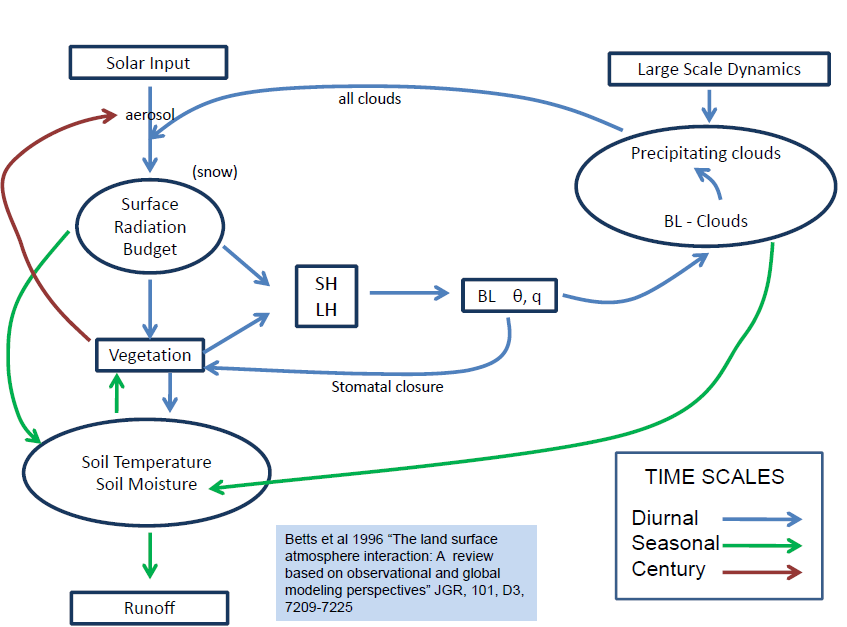 Solar Input
Large Scale Dynamics
all clouds
aerosol
Precipitating clouds
(snow)
Surface
Radiation
Budget
BL - Clouds
SH
LH
BL θ, q
Vegetation
Stomatal closure
Soil Temperature
Soil Moisture
TIME SCALES
Diurnal
Seasonal
Century
Betts et al 1996 “The land surface
atmosphere interaction: A review
based on observational and global
modeling perspectives” JGR, 101, D3,
7209-7225
Runoff